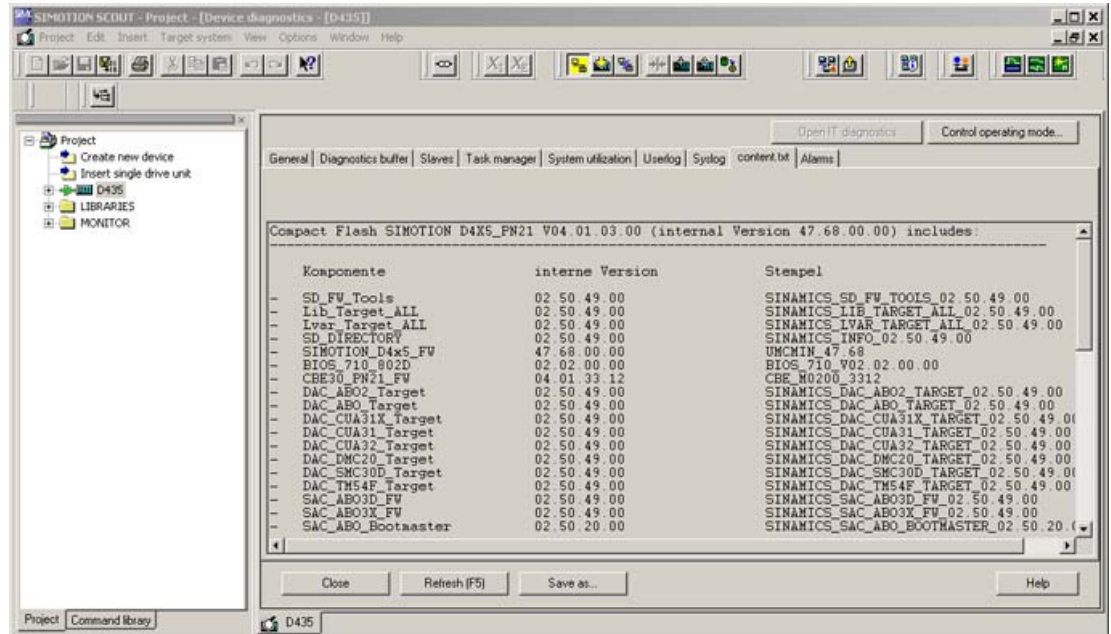 SIMOTION SCOUT - Project - [Device diagnostics - [D435]]
Project Edit Insert Target system View Options Window Help
Open IT diagnostics Control operating mode...
Project
Create new device
Insert single drive unit
D435
LIBRARIES
MONITOR
General Diagnostics buffer Slaves Task manager System utilization Userlog Syslog content.txt Alarms
Compact Flash SIMOTION D4X5_PN21 V04.01.03.00 (internal Version 47.68.00.00) includes:
Komponente interne Version Stempel
- SD_FW_Tools 02.50.49.00 SINAMICS_SD_FW_TOOLS_02.50.49.00
- Lib_Target_ALL 02.50.49.00 SINAMICS_LIB_TARGET_ALL_02.50.49.00
- Lvar_Target_ALL 02.50.49.00 SINAMICS_LVAR_TARGET_ALL_02.50.49.00
- SD_DIRECTORY 02.50.49.00 SINAMICS_INFO_02.50.49.00
- SIMOTION_D4x5_FW 47.68.00.00 UMCMIN_47.68
- BIOS_710_802D 02.02.00.00 BIOS_710_V02.02.00.00
- CBE30_PN21_FW 04.01.33.12 CBE_M0200_3312
- DAC_ABO2_Target 02.50.49.00 SINAMICS_DAC_ABO2_TARGET_02.50.49.00
- DAC_ABO_Target 02.50.49.00 SINAMICS_DAC_ABO_TARGET_02.50.49.00
- DAC_CUA31X_Target 02.50.49.00 SINAMICS_DAC_CUA31X_TARGET_02.50.49.0
- DAC_CUA31_Target 02.50.49.00 SINAMICS_DAC_CUA31_TARGET_02.50.49.00
- DAC_CUA32_Target 02.50.49.00 SINAMICS_DAC_CUA32_TARGET_02.50.49.00
- DAC_DMC20_Target 02.50.49.00 SINAMICS_DAC_DMC20_TARGET_02.50.49.00
- DAC_SMC30D_Target 02.50.49.00 SINAMICS_DAC_SMC30D_TARGET_02.50.49.0
- DAC_TM54F_Target 02.50.49.00 SINAMICS_DAC_TM54F_TARGET_02.50.49.00
- SAC_ABO3D_FW 02.50.49.00 SINAMICS_SAC_ABO3D_FW_02.50.49.00
- SAC_ABO3X_FW 02.50.49.00 SINAMICS_SAC_ABO3X_FW_02.50.49.00
- SAC_ABO_Bootmaster 02.50.20.00 SINAMICS_SAC_ABO_BOOTMASTER_02.50.20.
Close Refresh (F5) Save as... Help
Project Command library
D435